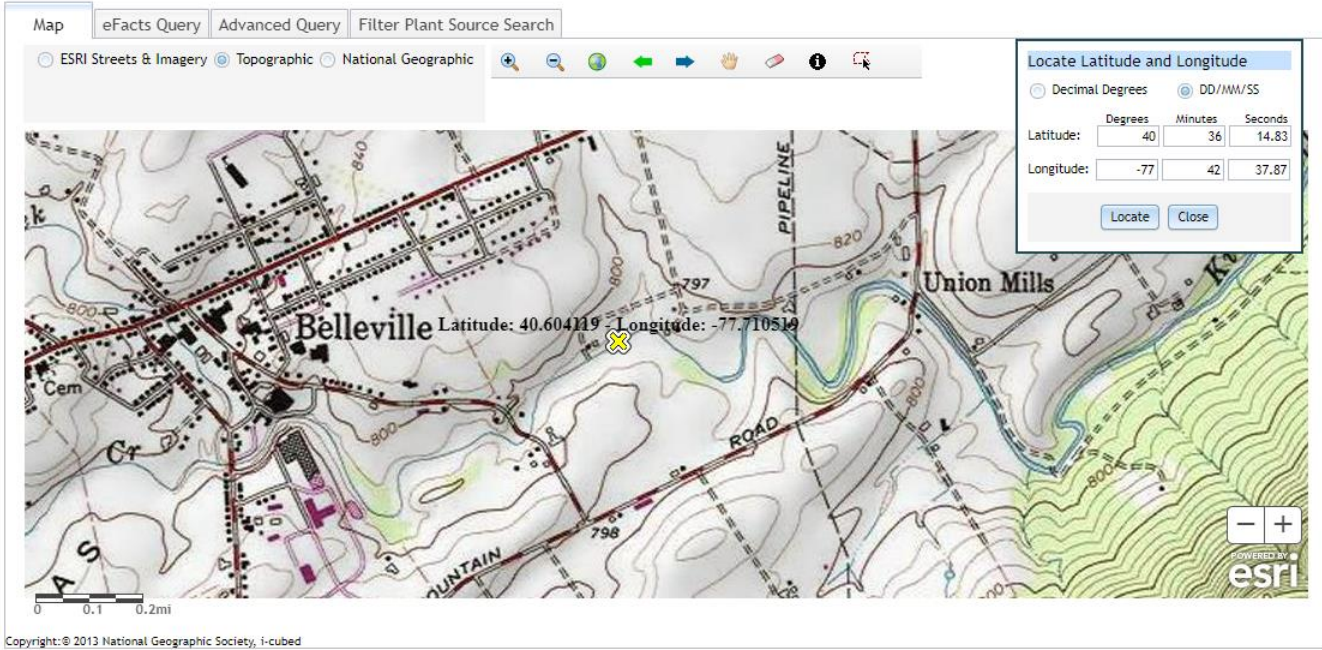 Map eFacts Query Advanced Query Filter Plant Source Search
ESRI Streets & Imagery Topographic National Geographic
Locate Latitude and Longitude
Decimal Degrees DD/MM/SS
Degrees Minutes Seconds
Latitude: 40 36 14.83
Longitude: -77 42 37.87
Locate Close
840
PIPELINE
k
820
800
797
Union Mills
800
Belleville Latitude: 40.604119 - Longitude: -77.710519
Cem
800
800
Cr
ROAD
800
798
A S
OUNTAIN
POWERED BY
esri
0 0.1 0.2mi
Copyright:© 2013 National Geographic Society, i-cubed